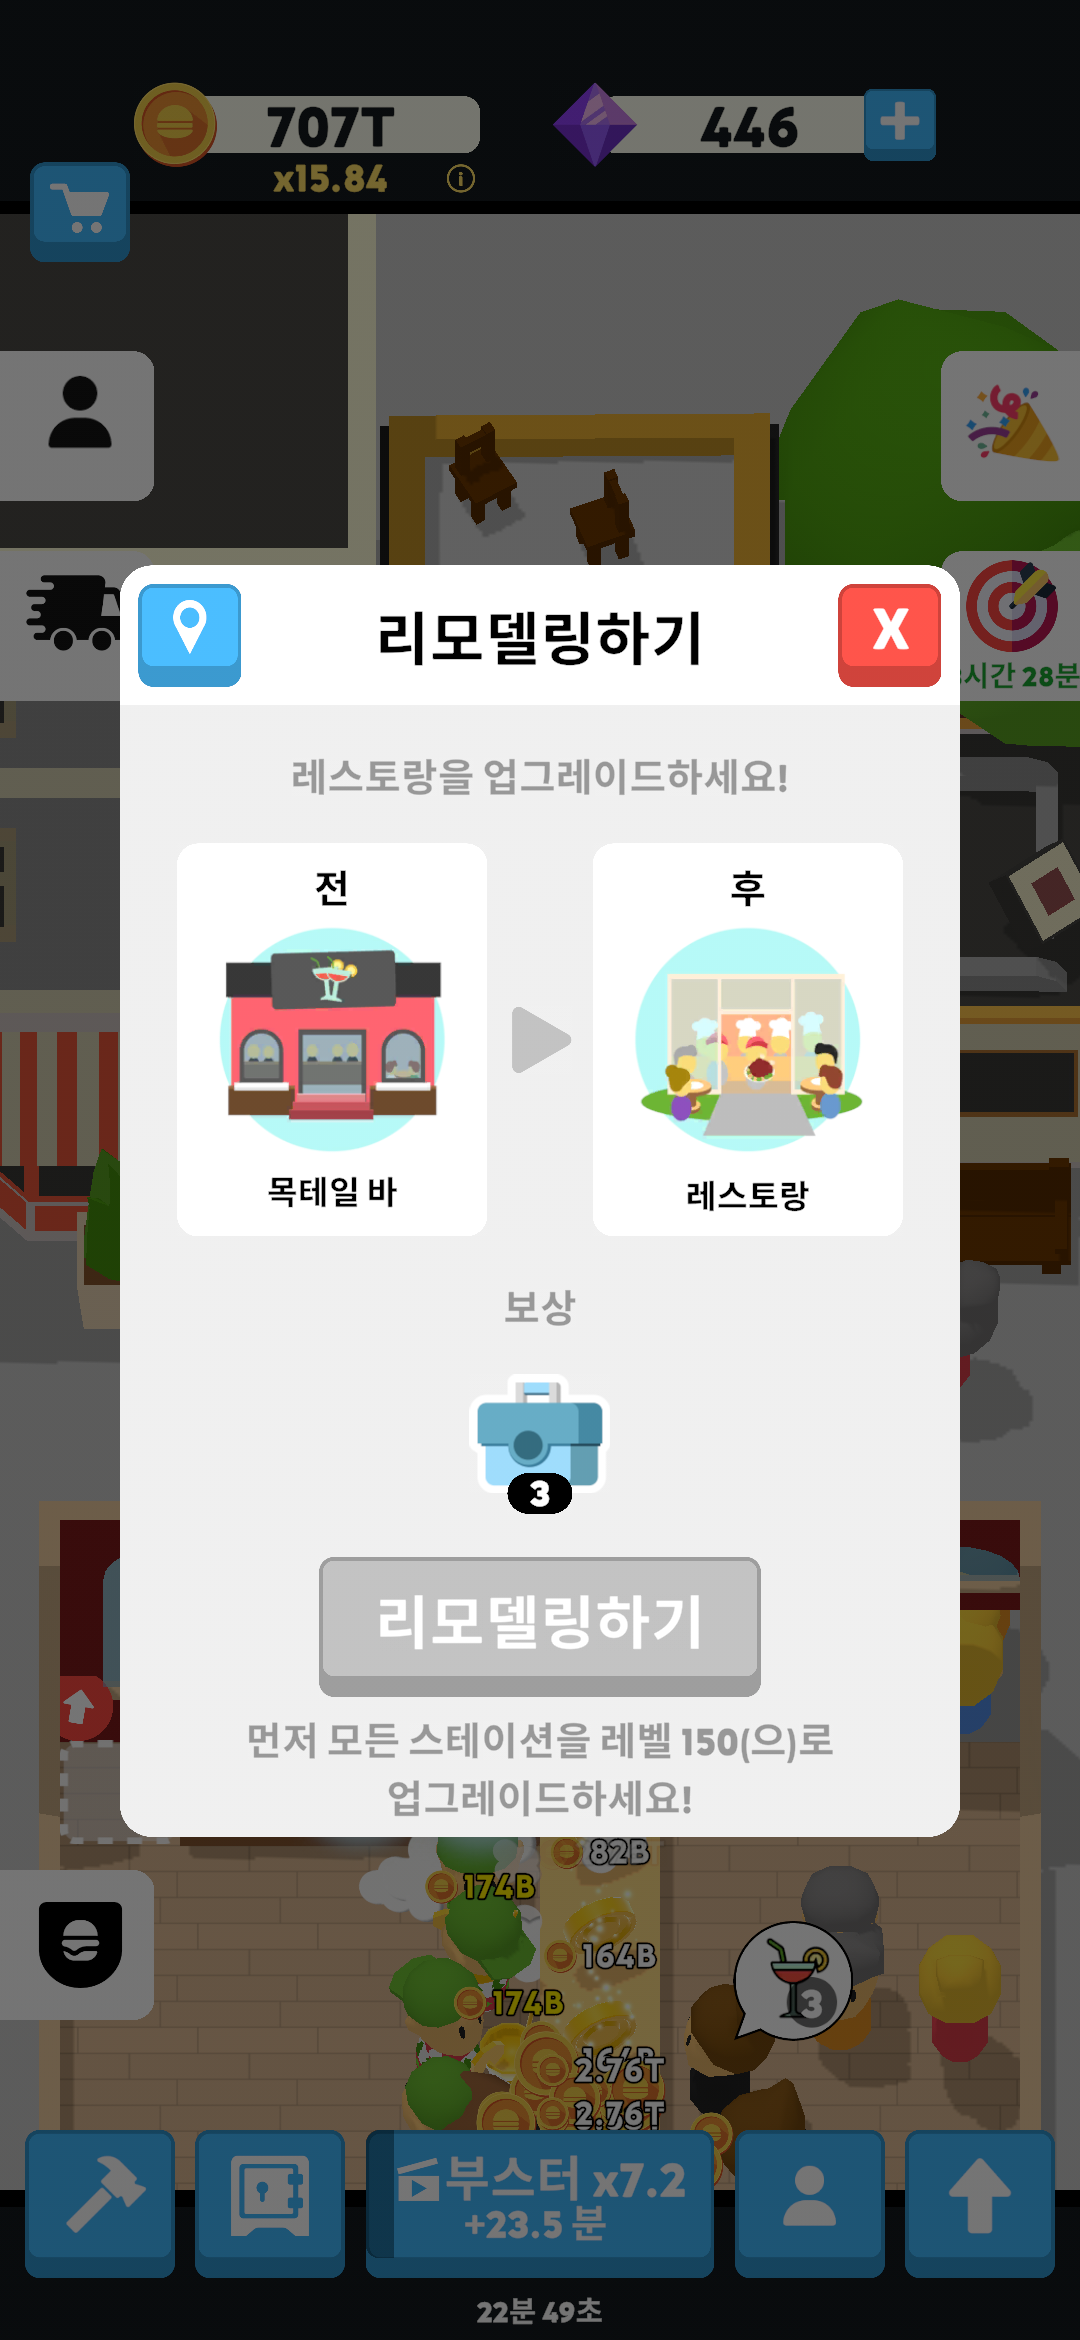 707T
446
x15.84
리모델링하기
X
시간 28분
레스토랑을 업그레이드하세요!
전
후
목테일 바
레스토랑
보상
3
리모델링하기
먼저 모든 스테이션을 레벨 150(으)로
업그레이드하세요!
82B
174B
164B
3
174B
2.76T
2.76T
부스터 x7.2
+23.5 분
22분 49초